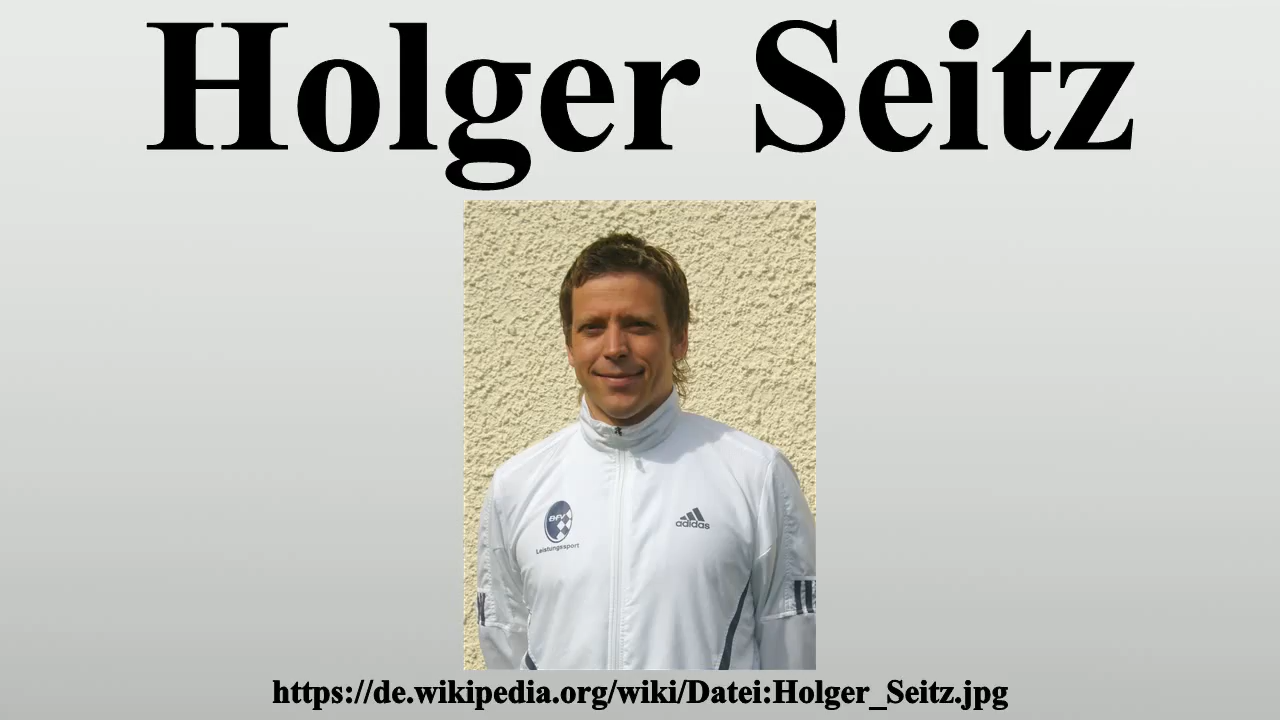 Holger Seitz
BFV
Leistungssport
adidas
https://de.wikipedia.org/wiki/Datei:Holger_Seitz.jpg